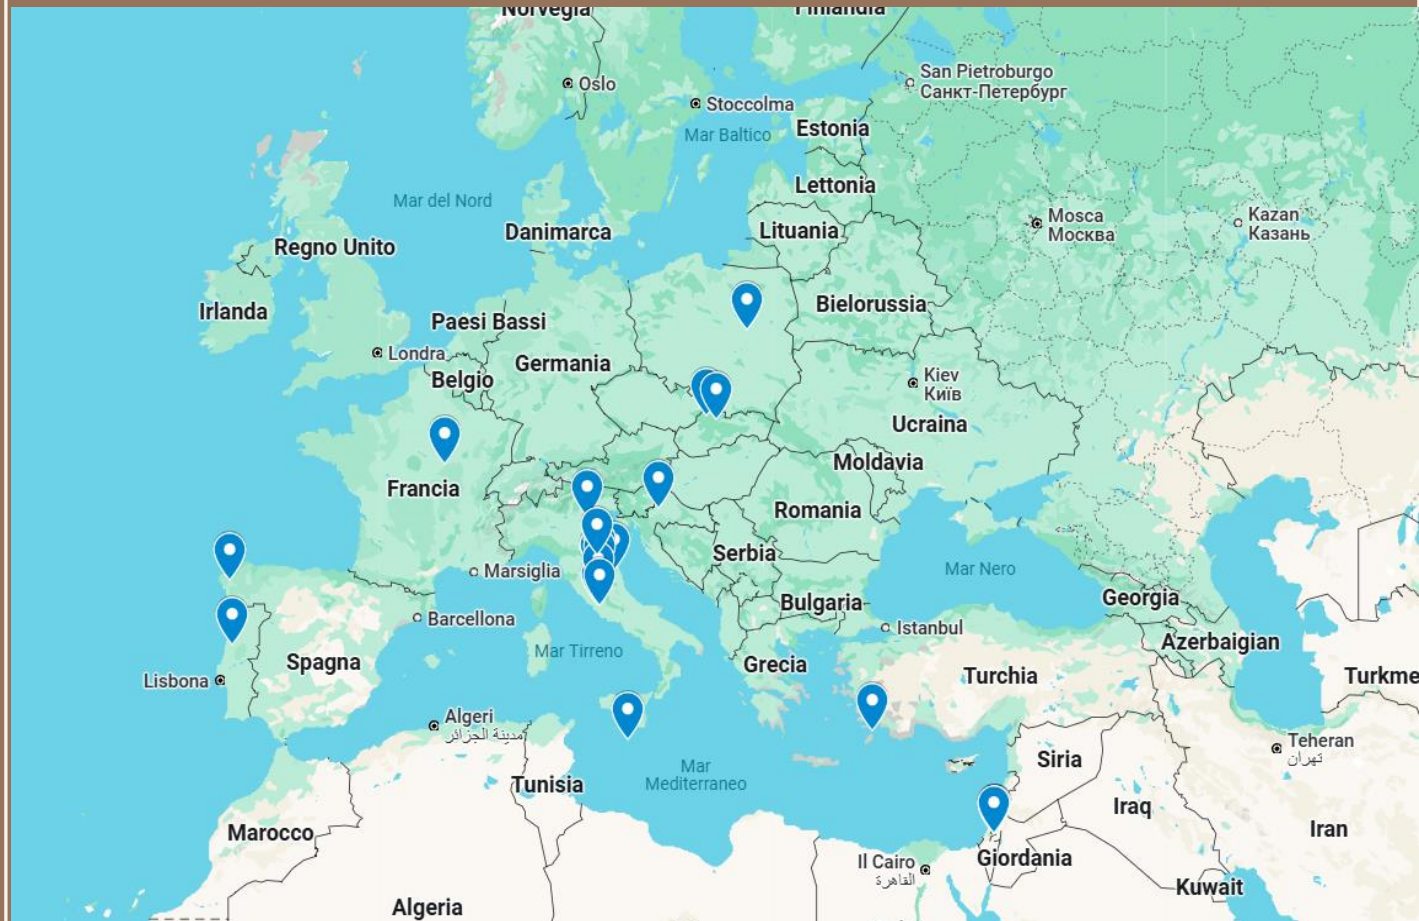 Norvegia
Finlandia
Oslo
Stoccolma
San Pietroburgo
Санкт-Петербург
Mar Baltico
Estonia
Lettonia
Mar del Nord
Mosca
Москва
Kazan
Казань
Danimarca
Lituania
Regno Unito
Irlanda
Bielorussia
Paesi Bassi
Londra
Germania
Belgio
Kiev
Київ
Ucraina
Moldavia
Francia
Romania
Serbia
Marsiglia
Mar Nero
Bulgaria
Georgia
Barcellona
Istanbul
Azerbaigian
Mar Tirreno
Spagna
Grecia
Lisbona
Turchia
Turkme
Algeri
مدينة الجزائر
Teheran
تهران
Siria
Mar
Mediterraneo
Tunisia
Iraq
Marocco
Iran
Il Cairo
القاهرة
Giordania
Kuwait
Algeria